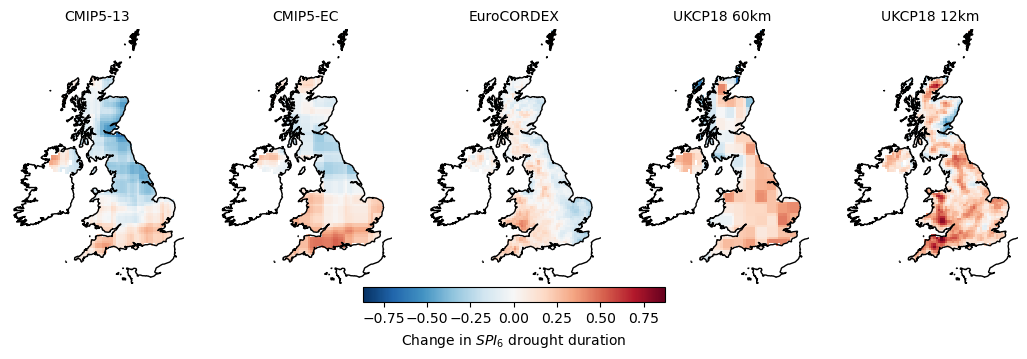 CMIP5-13 CMIP5-EC EuroCORDEX UKCP18 60km UKCP18 12km
−0.75 −0.50 −0.25 0.00 0.25 0.50 0.75
Change in SPI₆ drought duration